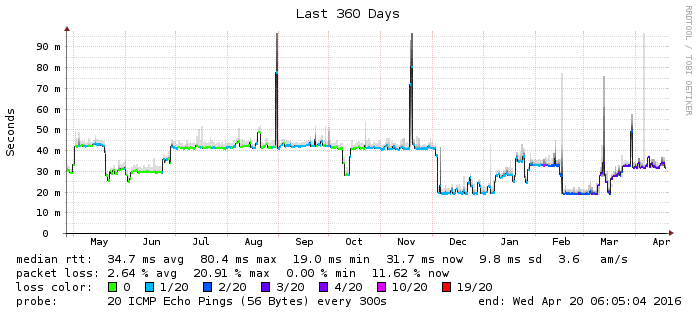 Last 360 Days
RRDTOOL / TOBI OETIKER
Seconds
90 m
80 m
70 m
60 m
50 m
40 m
30 m
20 m
10 m
0
May Jun Jul Aug Sep Oct Nov Dec Jan Feb Mar Apr
median rtt: 34.7 ms avg 80.4 ms max 19.0 ms min 31.7 ms now 9.8 ms sd 3.6 am/s
packet loss: 2.64 % avg 20.91 % max 0.00 % min 11.62 % now
loss color: 0 1/20 2/20 3/20 4/20 10/20 19/20
probe: 20 ICMP Echo Pings (56 Bytes) every 300s end: Wed Apr 20 06:05:04 2016